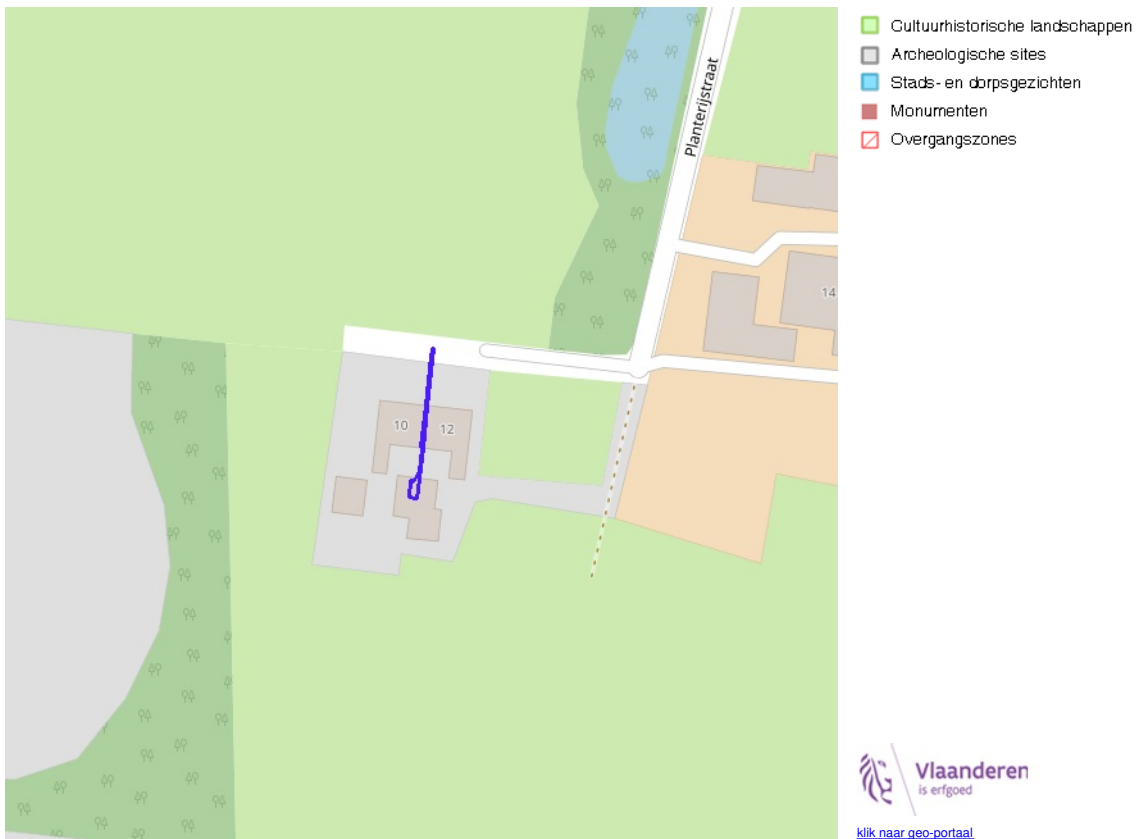 Planterijstraat
14
10
12
Cultuurhistorische landschappen
Archeologische sites
Stads- en dorpsgezichten
Monumenten
Overgangszones
Vlaanderen
is erfgoed
klik naar geo-portaal